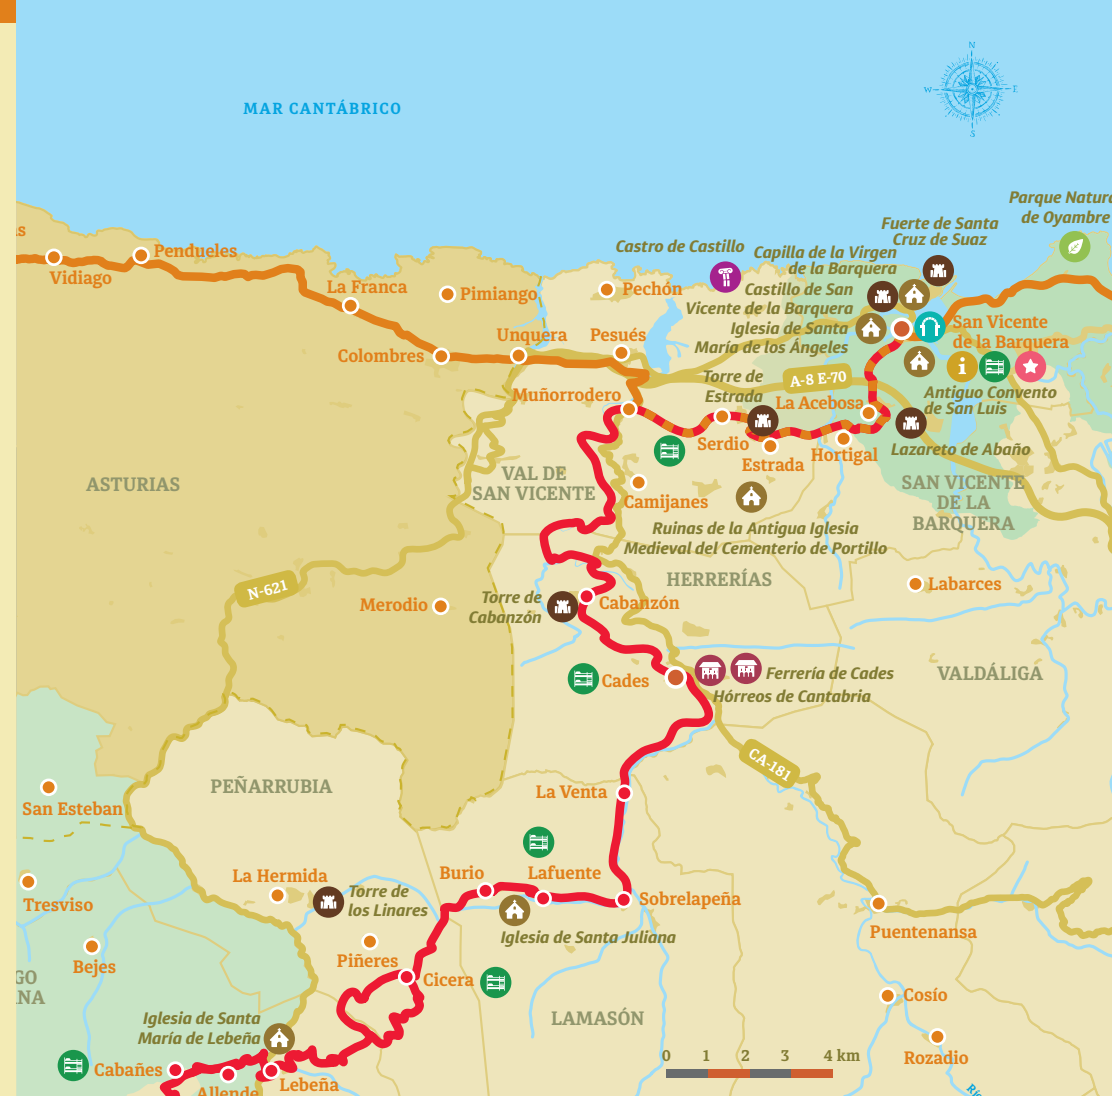 N
W
E
S
MAR CANTÁBRICO
Parque Natura
de Oyambre
Fuerte de Santa
Cruz de Suaz
as
Pendueles
Vidiago
Castro de Castillo
Capilla de la Virgen
de la Barquera
La Franca
Pimiango
Pechón
Castillo de San
Vicente de la Barquera
Iglesia de Santa
María de los Ángeles
San Vicente
de la Barquera
Colombres
Unquera
Pesués
i
A-8 E-70
Torre de
Estrada
Antiguo Convento
de San Luis
Muñorrodero
La Acebosa
Serdio
Estrada
Hortigal
Lazareto de Abaño
ASTURIAS
VAL DE
SAN VICENTE
Camijanes
SAN VICENTE
DE LA
BARQUERA
Ruinas de la Antigua Iglesia
Medieval del Cementerio de Portillo
N-621
HERRERÍAS
Labarces
Merodio
Torre de
Cabanzón
Cabanzón
Cades
Ferrería de Cades
Hórreos de Cantabria
VALDÁLIGA
CA-181
PEÑARRUBIA
San Esteban
La Venta
La Hermida
Torre de
los Linares
Burio
Lafuente
Sobrelapeña
Tresviso
Iglesia de Santa Juliana
Puentenansa
Bejes
Piñeres
Cicera
GO
NA
Cosío
LAMASÓN
Iglesia de Santa
María de Lebeña
Rozadio
0 1 2 3 4 km
Cabañes
Allende
Lebeña
Río